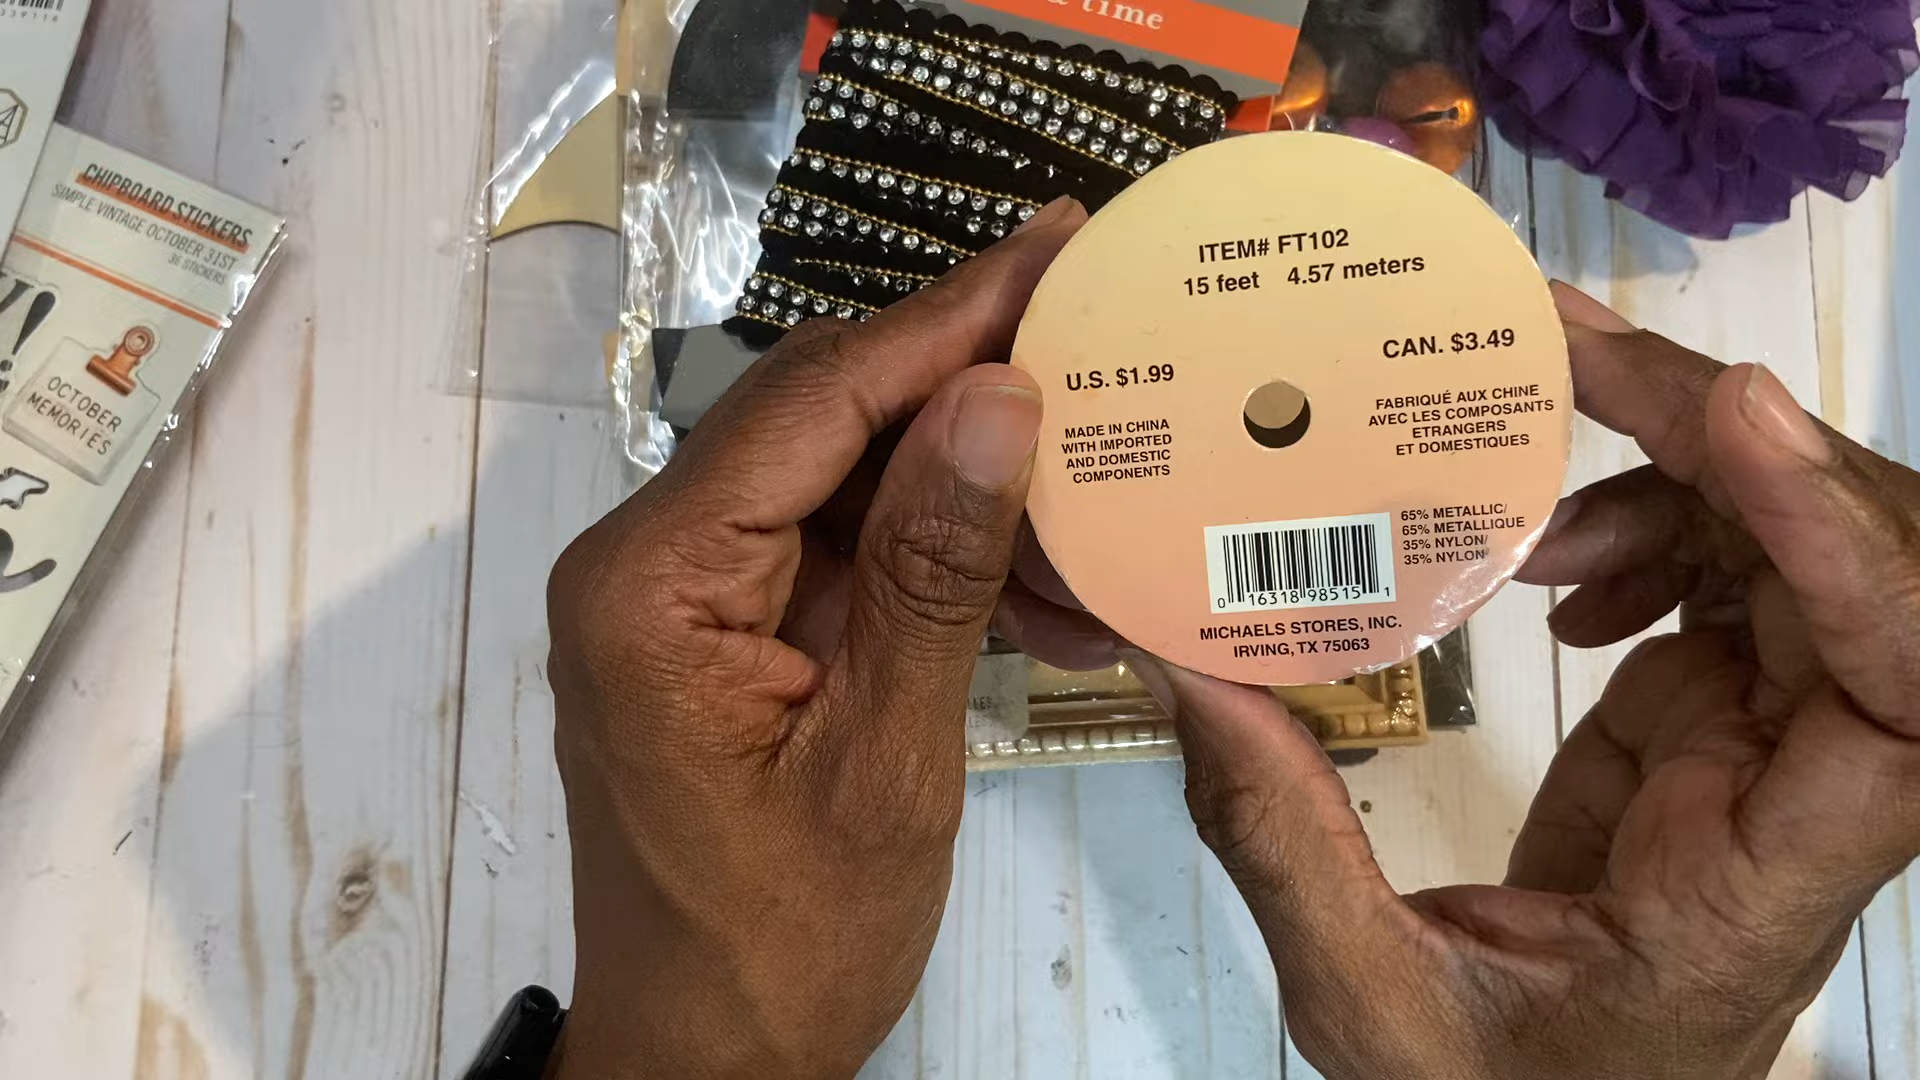 & time
CHIPBOARD STICKERS
SIMPLE VINTAGE OCTOBER 31ST
36 STICKERS
OCTOBER
MEMORIES
ITEM# FT102
15 feet 4.57 meters
U.S. $1.99
CAN. $3.49
MADE IN CHINA
WITH IMPORTED
AND DOMESTIC
COMPONENTS
FABRIQUÉ AUX CHINE
AVEC LES COMPOSANTS
ETRANGERS
ET DOMESTIQUES
65% METALLIC/
65% METALLIQUE
35% NYLON/
35% NYLON
0 16318 98515 1
MICHAELS STORES, INC.
IRVING, TX 75063